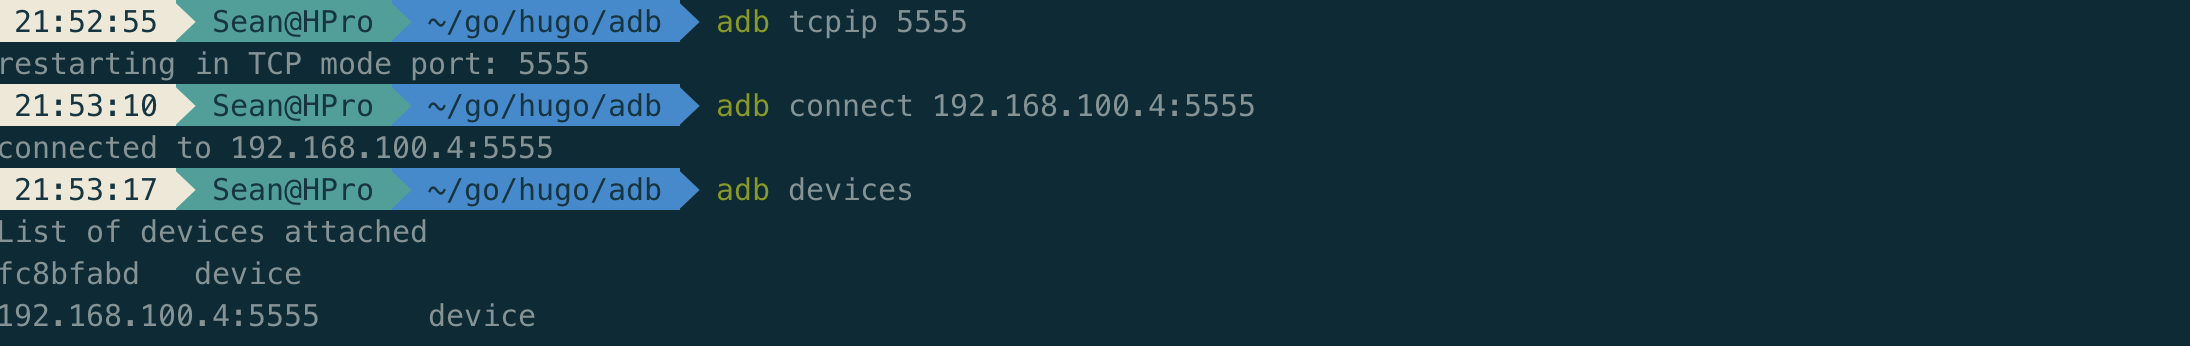 21:52:55 Sean@HPro ~/go/hugo/adb adb tcpip 5555
restarting in TCP mode port: 5555
21:53:10 Sean@HPro ~/go/hugo/adb adb connect 192.168.100.4:5555
connected to 192.168.100.4:5555
21:53:17 Sean@HPro ~/go/hugo/adb adb devices
List of devices attached
fc8bfabd device
192.168.100.4:5555 device